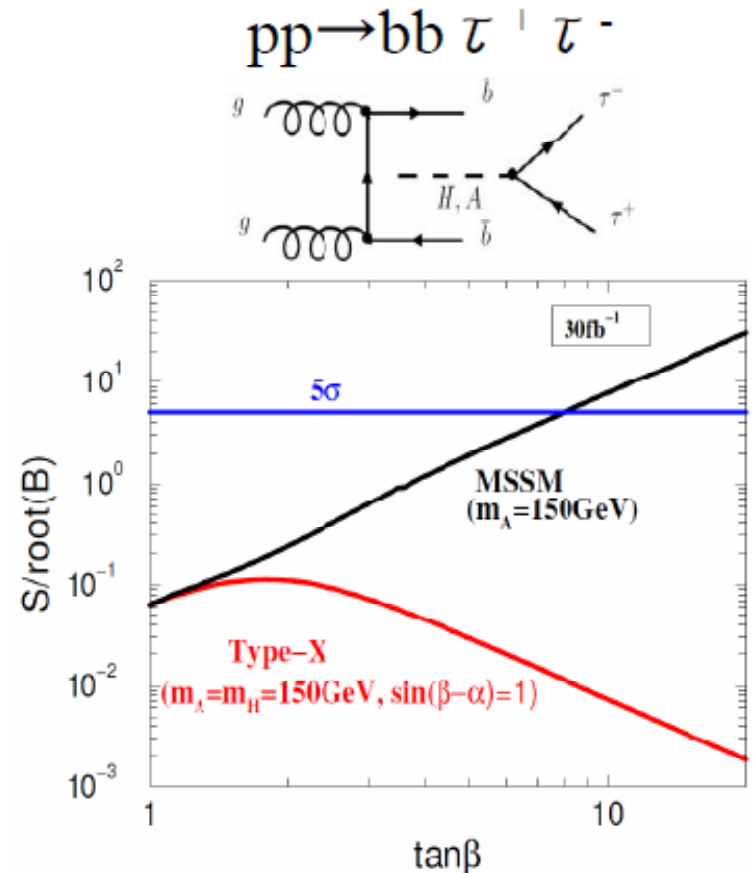 pp→bb τ⁺ τ⁻
g
b
τ⁻
H, A
g
b̄
τ⁺
10²
30fb⁻¹
10¹
5σ
10⁰
MSSM
(m_A=150GeV)
S/root(B)
10⁻¹
Type−X
10⁻²
(m_A=m_H=150GeV, sin(β−α)=1)
10⁻³
1
10
tanβ